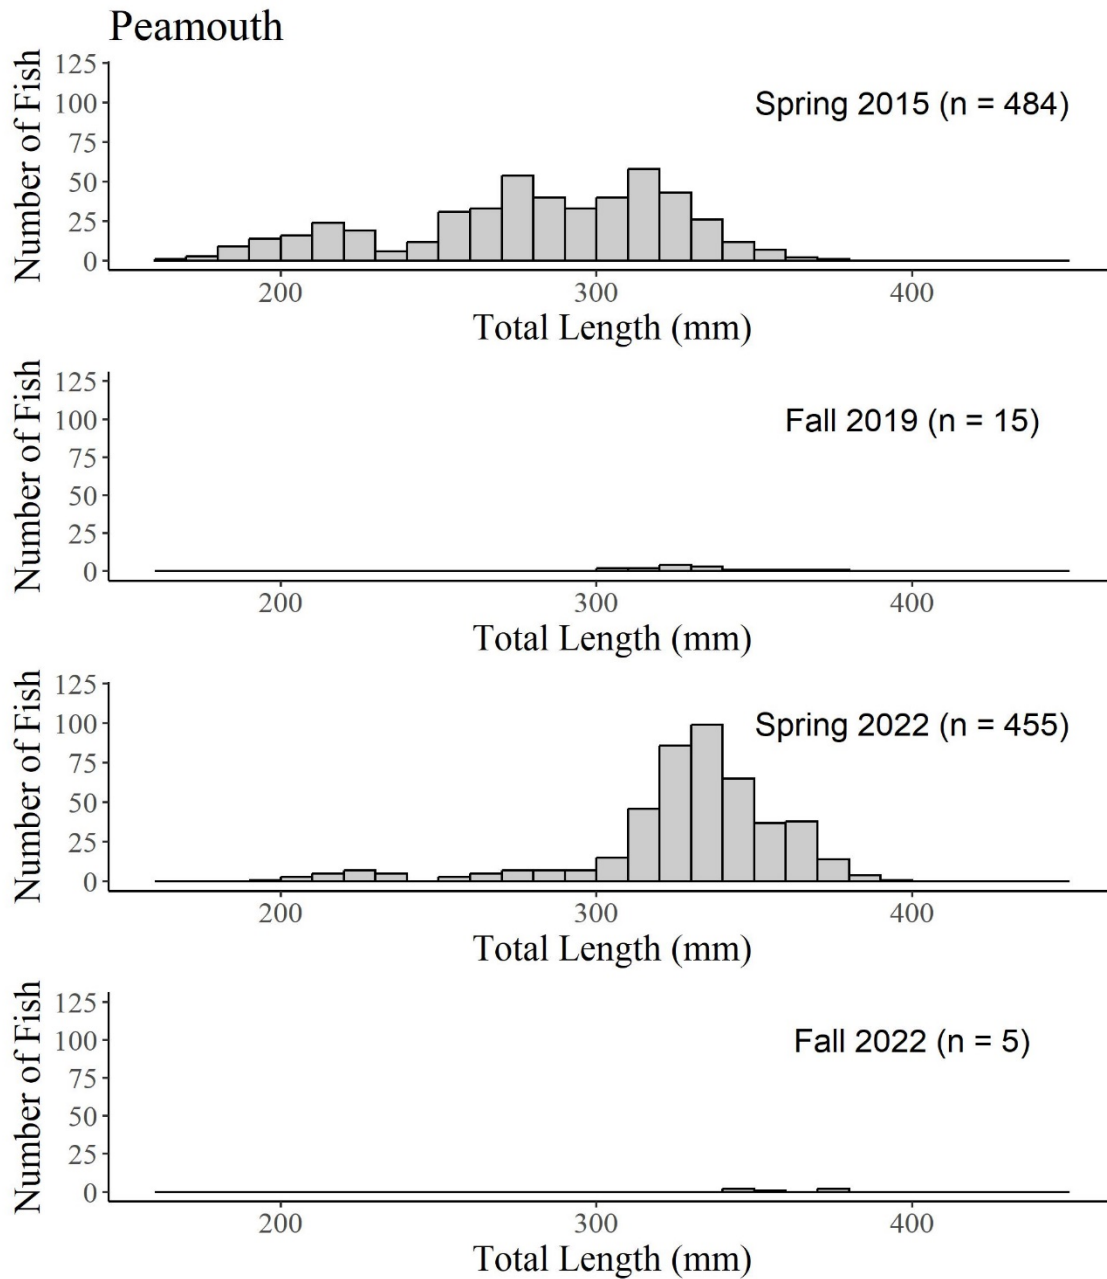 Peamouth
Number of Fish
125
100
75
50
25
0
Spring 2015 (n = 484)
200 300 400
Total Length (mm)
Number of Fish
125
100
75
50
25
0
Fall 2019 (n = 15)
200 300 400
Total Length (mm)
Number of Fish
125
100
75
50
25
0
Spring 2022 (n = 455)
200 300 400
Total Length (mm)
Number of Fish
125
100
75
50
25
0
Fall 2022 (n = 5)
200 300 400
Total Length (mm)